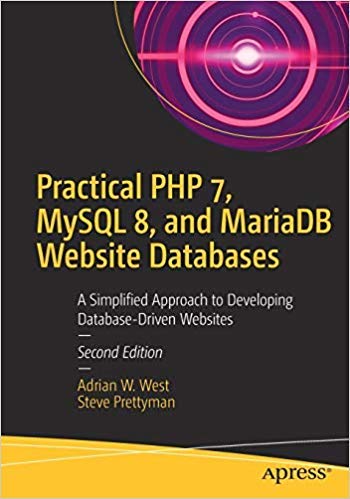 Practical PHP 7,
MySQL 8, and MariaDB
Website Databases
A Simplified Approach to Developing
Database-Driven Websites
—
Second Edition
—
Adrian W. West
Steve Prettyman
Apress®